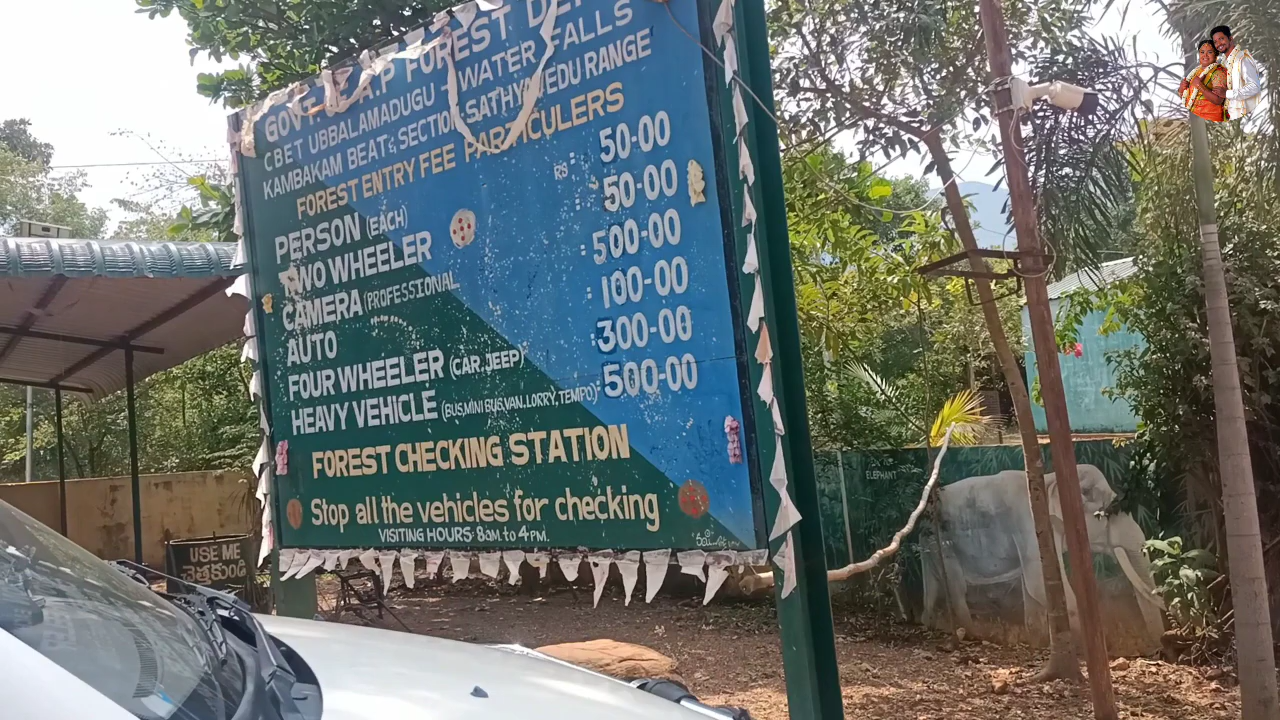 GOVT OF A.P FOREST
CBET UBBALAMADUGU - WATER FALLS
KAMBAKAM BEAT, SECTION, SATHYAVEDU RANGE
FOREST ENTRY FEE PARTICULERS
PERSON (EACH) RS : 50-00
TWO WHEELER : 50-00
CAMERA (PROFESSIONAL : 500-00
AUTO : 100-00
FOUR WHEELER (CAR.JEEP) : 300-00
HEAVY VEHICLE (BUS,MINI BUS,VAN.LORRY,TEMPO) : 500-00
FOREST CHECKING STATION
Stop all the vehicles for checking
VISITING HOURS: 8AM. to 4PM.
USE ME
చెత్తకుండి
ELEPHANT